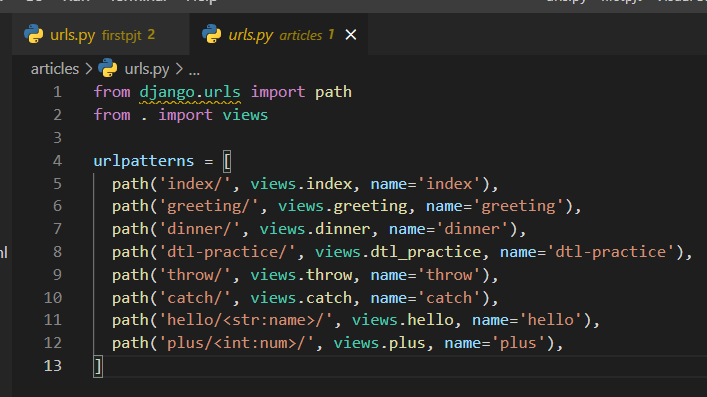 urls.py firstpjt 2 urls.py articles 1
articles > urls.py > ...
1 from django.urls import path
2 from . import views
3
4 urlpatterns = [
5   path('index/', views.index, name='index'),
6   path('greeting/', views.greeting, name='greeting'),
7   path('dinner/', views.dinner, name='dinner'),
8   path('dtl-practice/', views.dtl_practice, name='dtl-practice'),
9   path('throw/', views.throw, name='throw'),
10   path('catch/', views.catch, name='catch'),
11   path('hello/<str:name>/', views.hello, name='hello'),
12   path('plus/<int:num>/', views.plus, name='plus'),
13 ]